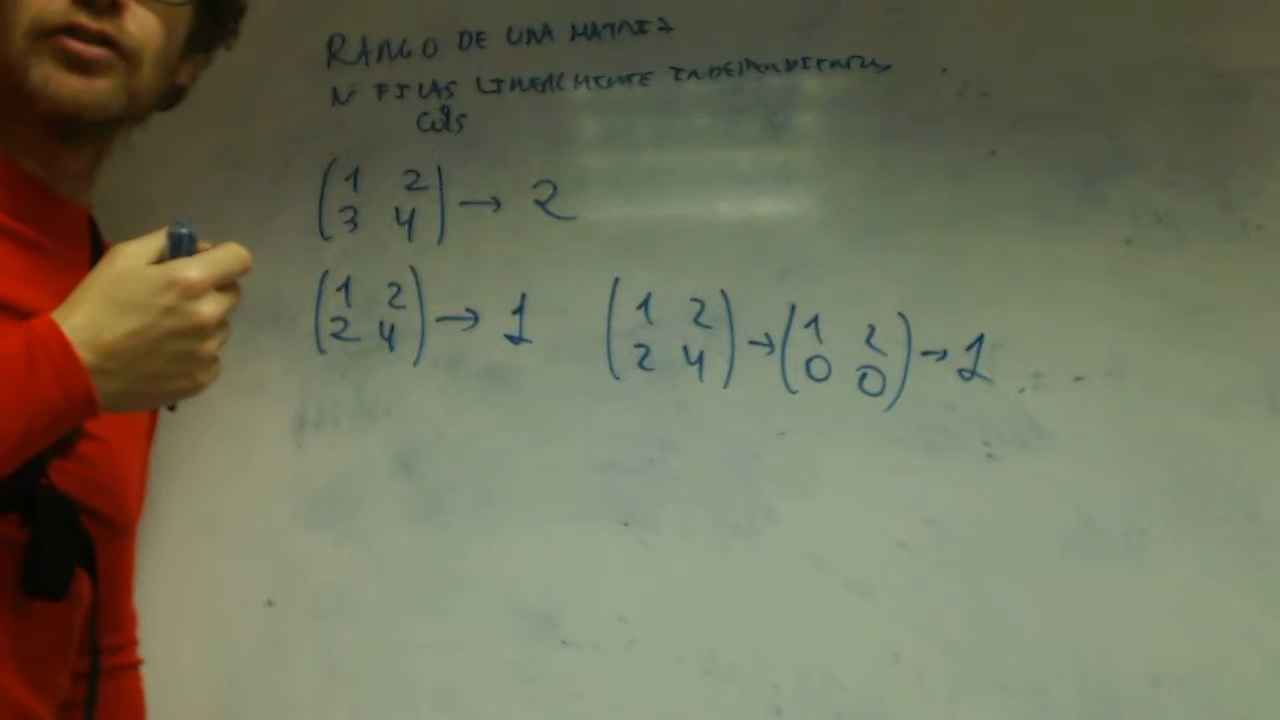 RANGO DE UNA MATRIZ
Nº FILAS LINEALMENTE INDEPENDIENTES
COLS
(1 2
3 4) → 2
(1 2
2 4) → 1
(1 2
2 4) → (1 2
0 0) → 1